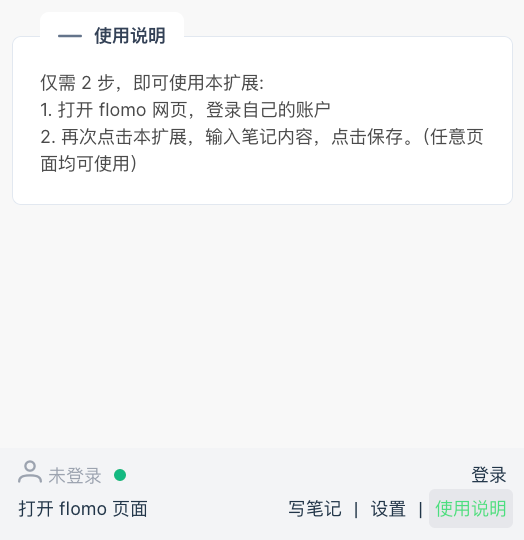 使用说明
仅需 2 步，即可使用本扩展:
1. 打开 flomo 网页，登录自己的账户
2. 再次点击本扩展，输入笔记内容，点击保存。（任意页
面均可使用）
未登录 登录
打开 flomo 页面 写笔记 | 设置 | 使用说明